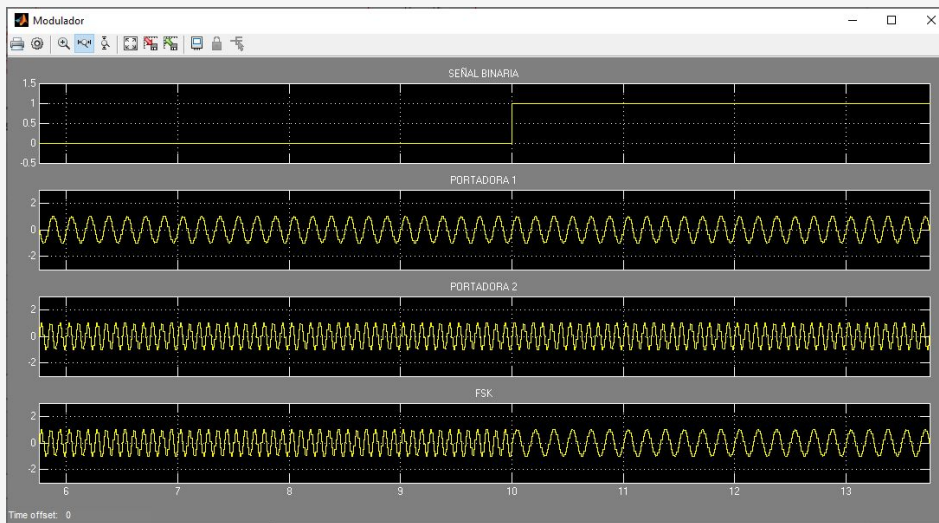 Modulador
SEÑAL BINARIA
1.5
1
0.5
0
-0.5
PORTADORA 1
2
0
-2
PORTADORA 2
2
0
-2
FSK
2
0
-2
6 7 8 9 10 11 12 13
Time offset: 0